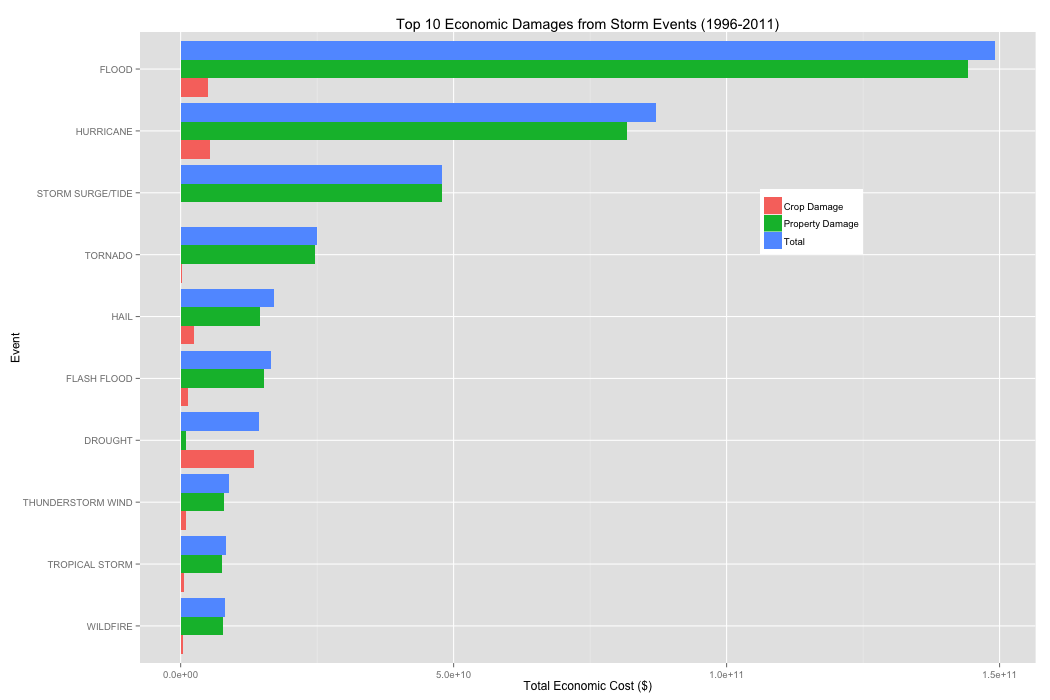 Top 10 Economic Damages from Storm Events (1996-2011)
FLOOD
HURRICANE
STORM SURGE/TIDE
TORNADO
HAIL
FLASH FLOOD
DROUGHT
THUNDERSTORM WIND
TROPICAL STORM
WILDFIRE
Event
Crop Damage
Property Damage
Total
0.0e+00 5.0e+10 1.0e+11 1.5e+11
Total Economic Cost ($)